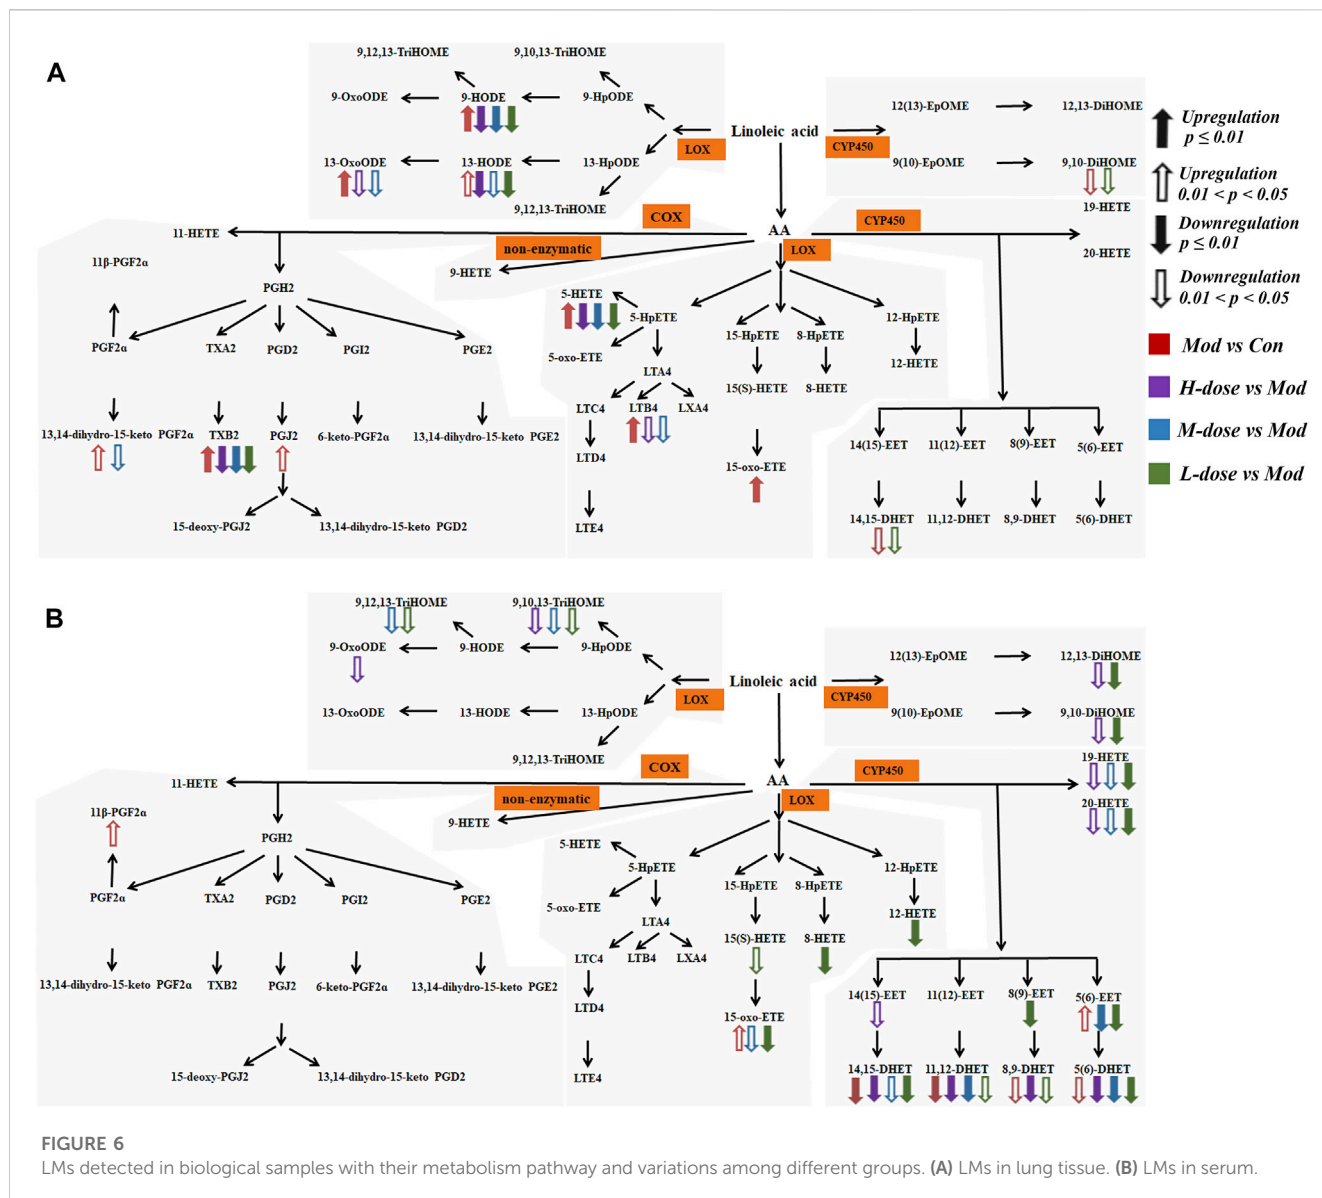 A
9,12,13-TriHOME
9,10,13-TriHOME
9-OxoODE
9-HODE
9-HpODE
13-OxoODE
13-HODE
13-HpODE
9,12,13-TriHOME
LOX
Linoleic acid
CYP450
12(13)-EpOME
12,13-DiHOME
9(10)-EpOME
9,10-DiHOME
19-HETE
20-HETE
COX
AA
CYP450
non-enzymatic
LOX
11-HETE
9-HETE
11β-PGF2α
PGH2
PGF2α
TXA2
PGD2
PGI2
PGE2
13,14-dihydro-15-keto PGF2α
TXB2
PGJ2
6-keto-PGF2α
13,14-dihydro-15-keto PGE2
15-deoxy-PGJ2
13,14-dihydro-15-keto PGD2
5-HETE
5-HpETE
5-oxo-ETE
LTA4
LTC4
LTB4
LXA4
LTD4
LTE4
15-HpETE
8-HpETE
12-HpETE
12-HETE
15(S)-HETE
8-HETE
15-oxo-ETE
14(15)-EET
11(12)-EET
8(9)-EET
5(6)-EET
14,15-DHET
11,12-DHET
8,9-DHET
5(6)-DHET
Upregulation
p ≤ 0.01
Upregulation
0.01 < p < 0.05
Downregulation
p ≤ 0.01
Downregulation
0.01 < p < 0.05
Mod vs Con
H-dose vs Mod
M-dose vs Mod
L-dose vs Mod
B
9,12,13-TriHOME
9,10,13-TriHOME
9-OxoODE
9-HODE
9-HpODE
13-OxoODE
13-HODE
13-HpODE
9,12,13-TriHOME
LOX
Linoleic acid
CYP450
12(13)-EpOME
12,13-DiHOME
9(10)-EpOME
9,10-DiHOME
19-HETE
20-HETE
COX
AA
CYP450
non-enzymatic
LOX
11-HETE
9-HETE
11β-PGF2α
PGH2
PGF2α
TXA2
PGD2
PGI2
PGE2
13,14-dihydro-15-keto PGF2α
TXB2
PGJ2
6-keto-PGF2α
13,14-dihydro-15-keto PGE2
15-deoxy-PGJ2
13,14-dihydro-15-keto PGD2
5-HETE
5-HpETE
5-oxo-ETE
LTA4
LTC4
LTB4
LXA4
LTD4
LTE4
15-HpETE
8-HpETE
12-HpETE
12-HETE
15(S)-HETE
8-HETE
15-oxo-ETE
14(15)-EET
11(12)-EET
8(9)-EET
5(6)-EET
14,15-DHET
11,12-DHET
8,9-DHET
5(6)-DHET
FIGURE 6
LMs detected in biological samples with their metabolism pathway and variations among different groups. (A) LMs in lung tissue. (B) LMs in serum.